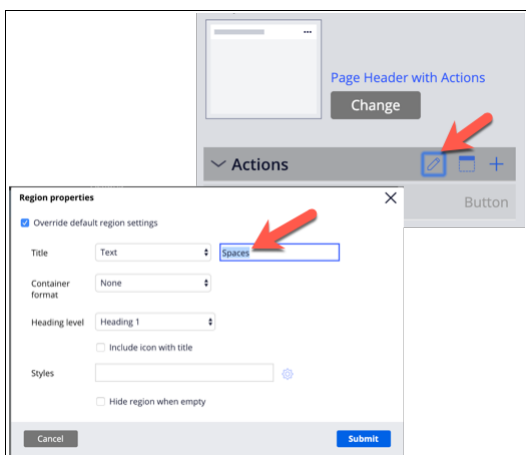 Page Header with Actions
Change
Actions
Button
Region properties
Override default region settings
Title Text Spaces
Container format None
Heading level Heading 1
Include icon with title
Styles
Hide region when empty
Cancel Submit